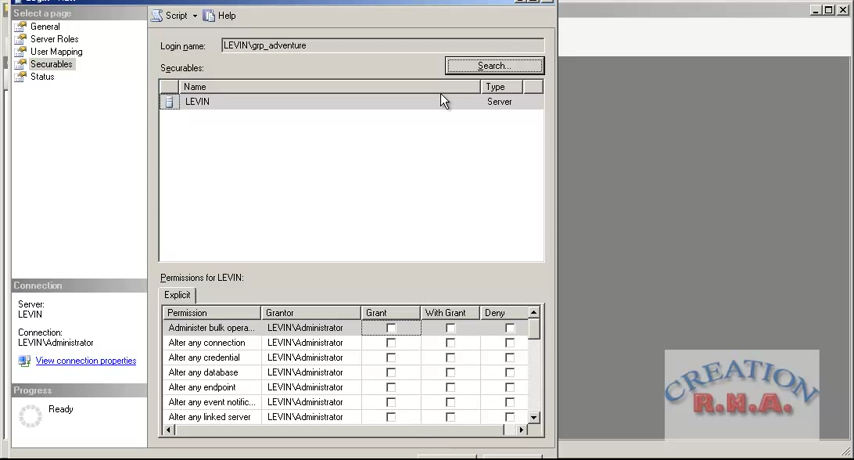 Select a page
General
Server Roles
User Mapping
Securables
Status
Script
Help
Login name:
LEVIN\grp_adventure
Securables:
Search...
Name Type
LEVIN Server
Permissions for LEVIN:
Explicit
Permission Grantor Grant With Grant Deny
Administer bulk opera... LEVIN\Administrator
Alter any connection LEVIN\Administrator
Alter any credential LEVIN\Administrator
Alter any database LEVIN\Administrator
Alter any endpoint LEVIN\Administrator
Alter any event notific... LEVIN\Administrator
Alter any linked server LEVIN\Administrator
Connection
Server:
LEVIN
Connection:
LEVIN\Administrator
View connection properties
Progress
Ready
CREATION
R.N.A.